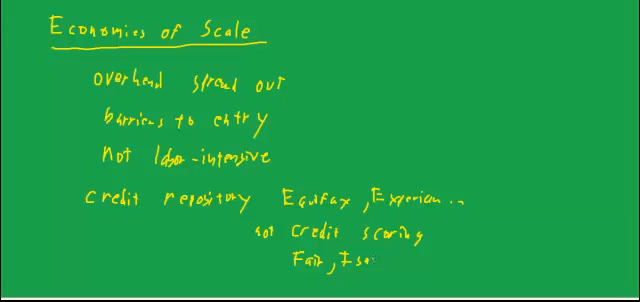 Economies of Scale
overhead spread out
barriers to entry
not labor-intensive
credit repository Equifax, Experian...
not credit scoring
Fair, Isa